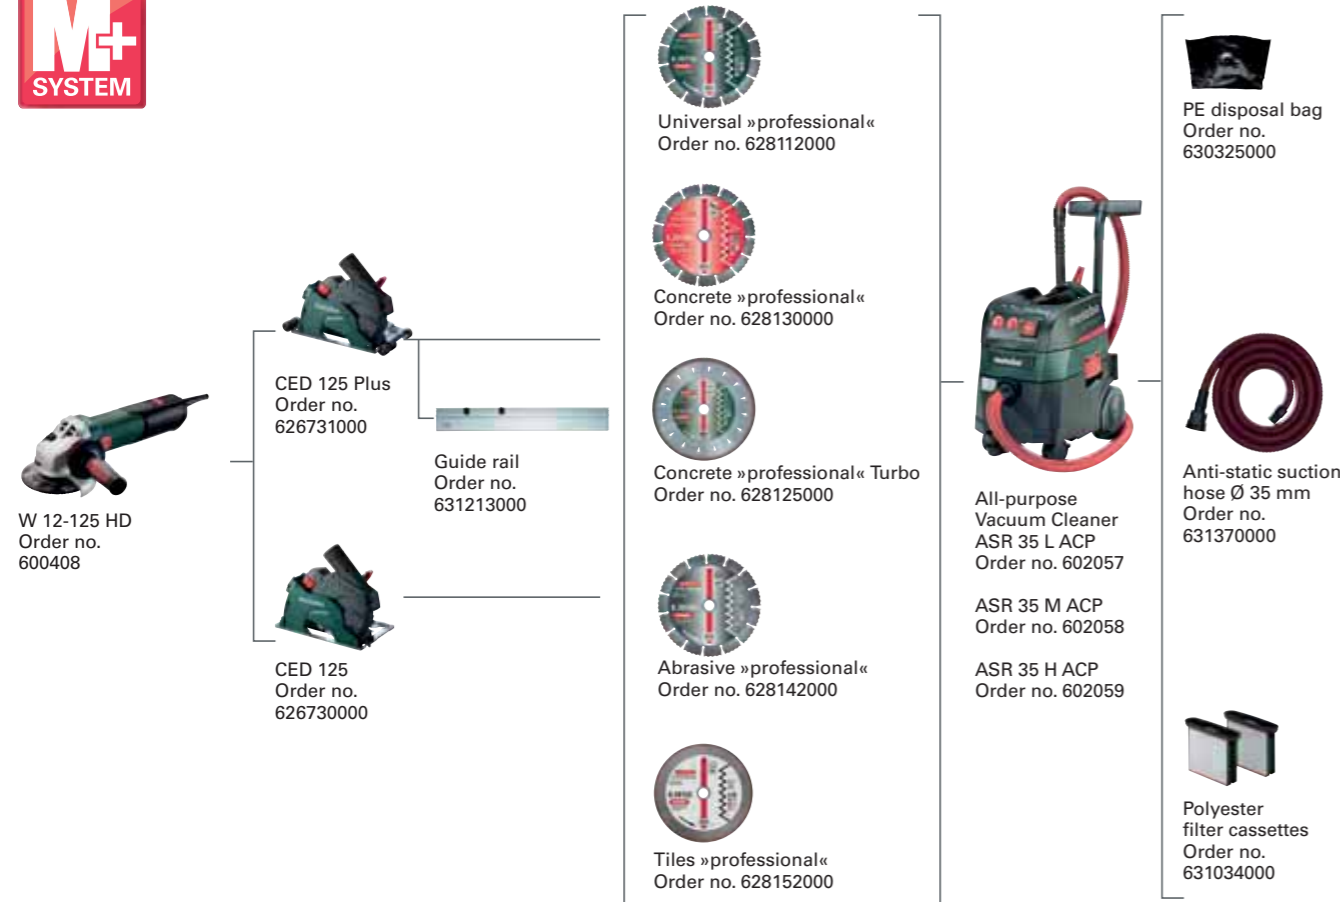 M+
SYSTEM
W 12-125 HD
Order no.
600408
CED 125 Plus
Order no.
626731000
Guide rail
Order no.
631213000
CED 125
Order no.
626730000
Universal »professional«
Order no. 628112000
Concrete »professional«
Order no. 628130000
Concrete »professional« Turbo
Order no. 628125000
Abrasive »professional«
Order no. 628142000
Tiles »professional«
Order no. 628152000
All-purpose
Vacuum Cleaner
ASR 35 L ACP
Order no. 602057
ASR 35 M ACP
Order no. 602058
ASR 35 H ACP
Order no. 602059
PE disposal bag
Order no.
630325000
Anti-static suction
hose Ø 35 mm
Order no.
631370000
Polyester
filter cassettes
Order no.
631034000